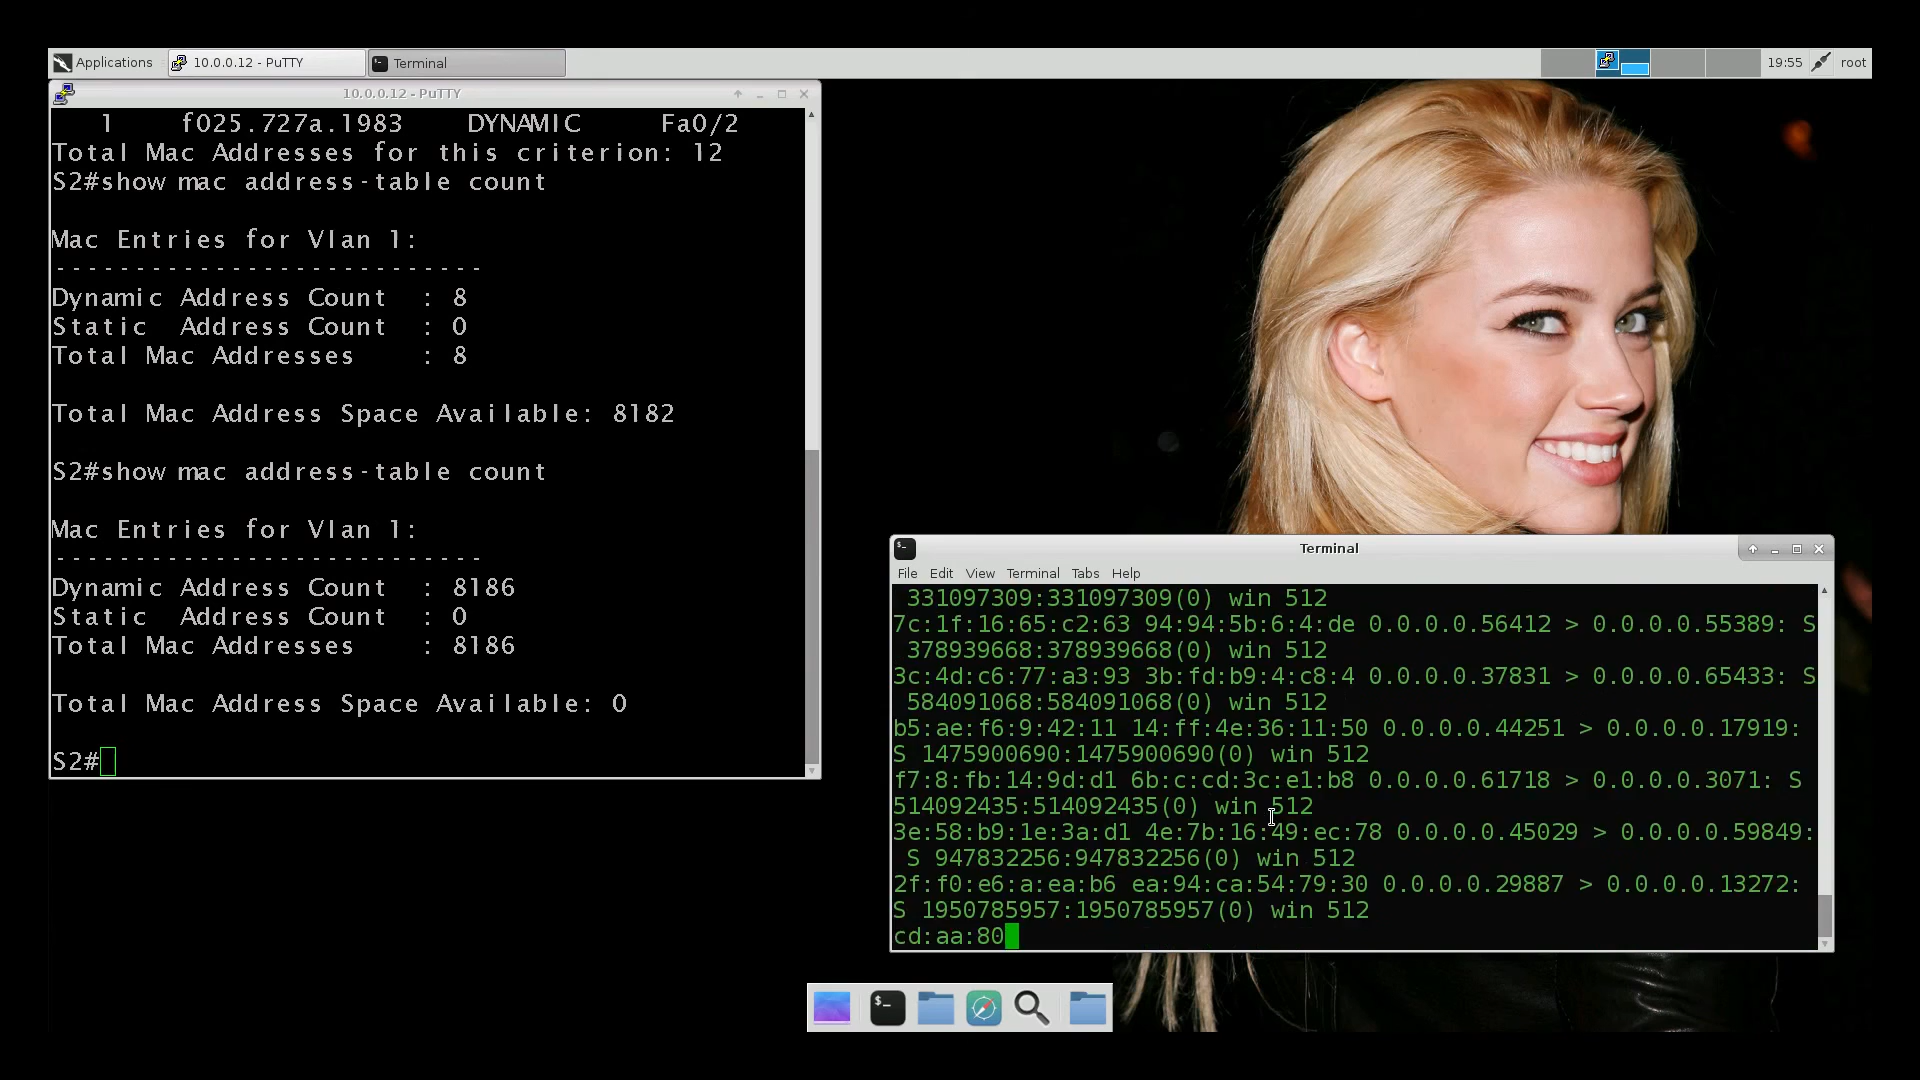 Applications
10.0.0.12 - PuTTY
Terminal
19:55
root
10.0.0.12 - PuTTY
1 f025.727a.1983 DYNAMIC Fa0/2
Total Mac Addresses for this criterion: 12
S2#show mac address-table count
Mac Entries for Vlan 1:
---------------------------
Dynamic Address Count : 8
Static Address Count : 0
Total Mac Addresses : 8
Total Mac Address Space Available: 8182
S2#show mac address-table count
Mac Entries for Vlan 1:
---------------------------
Dynamic Address Count : 8186
Static Address Count : 0
Total Mac Addresses : 8186
Total Mac Address Space Available: 0
S2#
Terminal
File Edit View Terminal Tabs Help
331097309:331097309(0) win 512
7c:1f:16:65:c2:63 94:94:5b:6:4:de 0.0.0.0.56412 > 0.0.0.0.55389: S
378939668:378939668(0) win 512
3c:4d:c6:77:a3:93 3b:fd:b9:4:c8:4 0.0.0.0.37831 > 0.0.0.0.65433: S
584091068:584091068(0) win 512
b5:ae:f6:9:42:11 14:ff:4e:36:11:50 0.0.0.0.44251 > 0.0.0.0.17919:
S 1475900690:1475900690(0) win 512
f7:8:fb:14:9d:d1 6b:c:cd:3c:e1:b8 0.0.0.0.61718 > 0.0.0.0.3071: S
514092435:514092435(0) win 512
3e:58:b9:1e:3a:d1 4e:7b:16:49:ec:78 0.0.0.0.45029 > 0.0.0.0.59849:
S 947832256:947832256(0) win 512
2f:f0:e6:a:ea:b6 ea:94:ca:54:79:30 0.0.0.0.29887 > 0.0.0.0.13272:
S 1950785957:1950785957(0) win 512
cd:aa:80